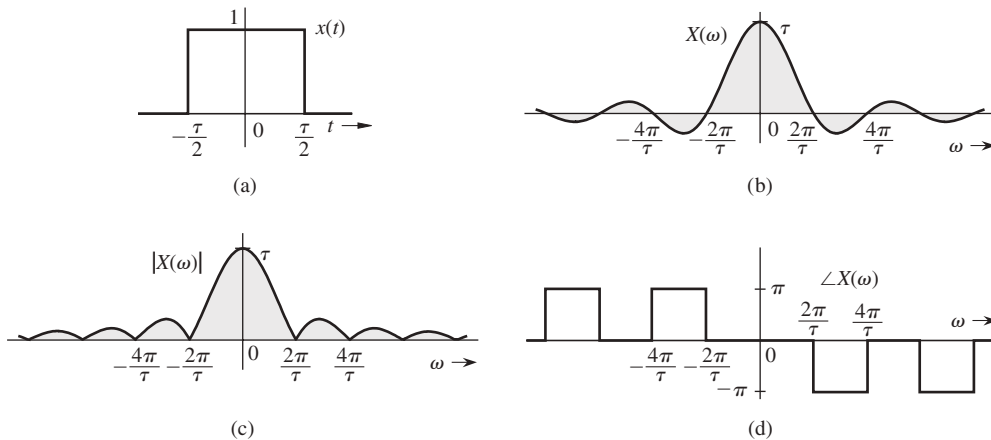 1
x(t)
−τ/2
0
τ/2
t →
(a)
X(ω)
τ
−4π/τ
−2π/τ
0
2π/τ
4π/τ
ω →
(b)
|X(ω)|
τ
−4π/τ
−2π/τ
0
2π/τ
4π/τ
ω →
(c)
∠X(ω)
π
2π/τ
4π/τ
ω →
−4π/τ
−2π/τ
0
−π
(d)